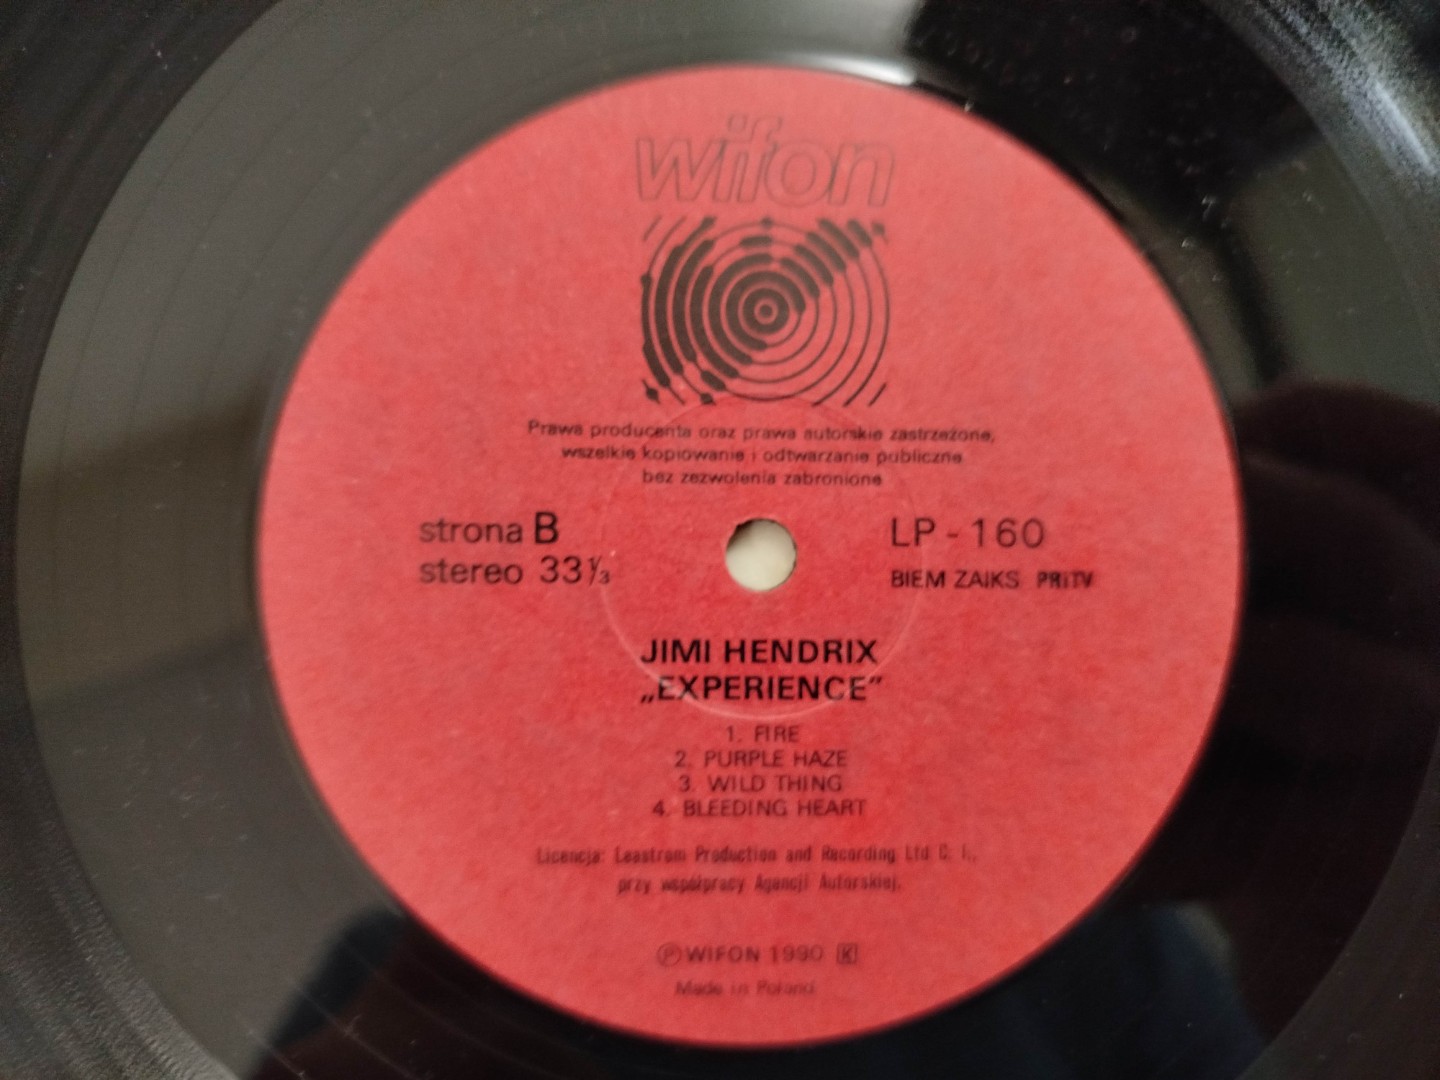 wifon
Prawa producenta oraz prawa autorskie zastrzeżone,
wszelkie kopiowanie i odtwarzanie publiczne
bez zezwolenia zabronione
strona B
stereo 33⅓
LP - 160
BIEM ZAIKS PRiTV
JIMI HENDRIX
„EXPERIENCE”
1. FIRE
2. PURPLE HAZE
3. WILD THING
4. BLEEDING HEART
Licencja: Leastrom Production and Recording Ltd C. I.,
przy współpracy Agencji Autorskiej.
Ⓟ WIFON 1990 K
Made in Poland